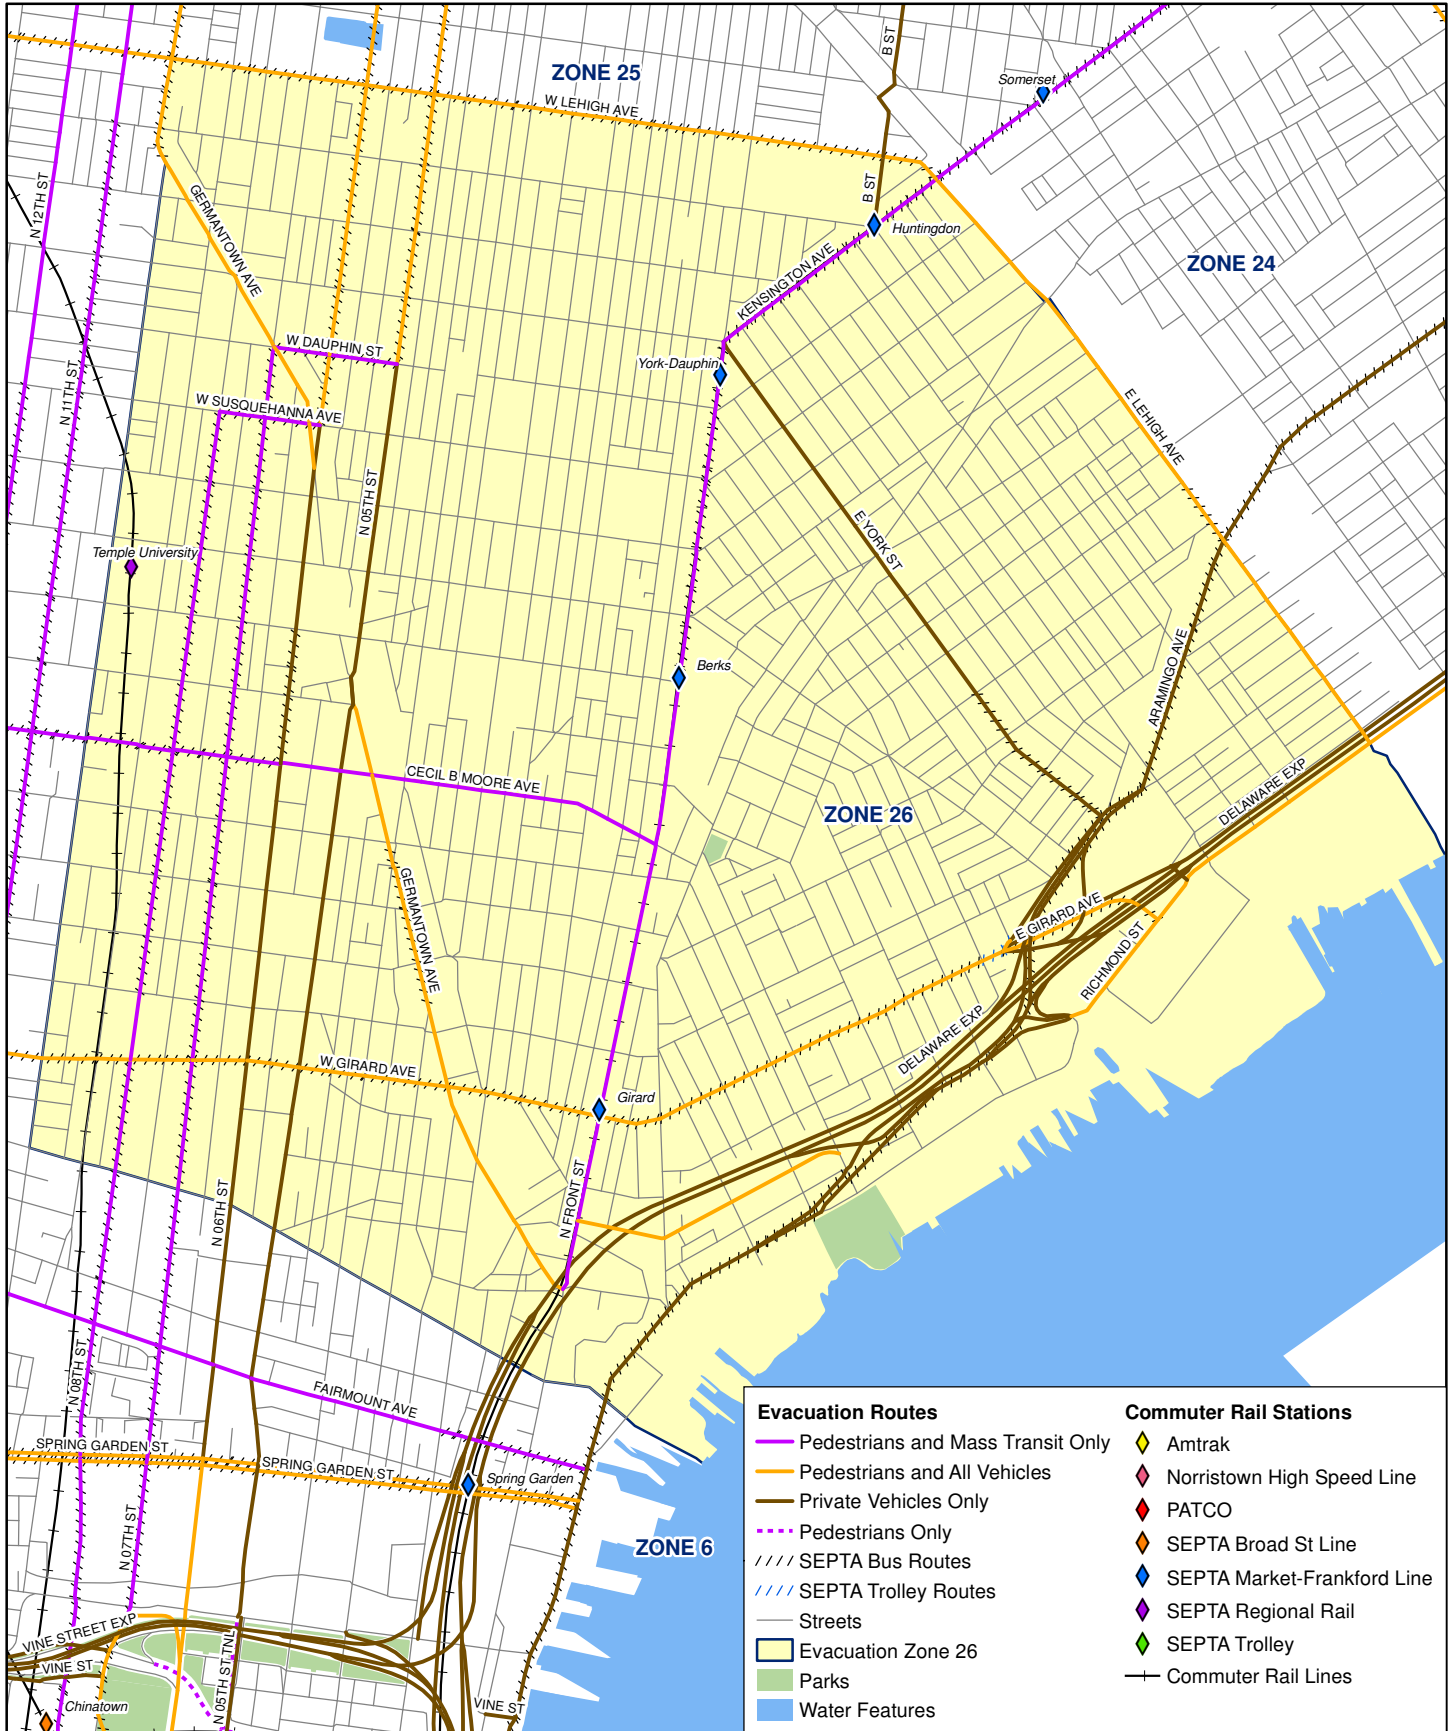 B ST
ZONE 25
Somerset
W LEHIGH AVE
N 12TH ST
B ST
GERMANTOWN AVE
Huntingdon
ZONE 24
KENSINGTON AVE
W DAUPHIN ST
York-Dauphin
N 11TH ST
W SUSQUEHANNA AVE
E LEHIGH AVE
N 05TH ST
E YORK ST
Temple University
Berks
ARAMINGO AVE
CECIL B MOORE AVE
DELAWARE EXP
ZONE 26
GERMANTOWN AVE
E GIRARD AVE
RICHMOND ST
DELAWARE EXP
W GIRARD AVE
Girard
N FRONT ST
N 06TH ST
N 08TH ST
FAIRMOUNT AVE
SPRING GARDEN ST
SPRING GARDEN ST
Spring Garden
N 07TH ST
ZONE 6
VINE STREET EXP
VINE ST
N 05TH ST TNL
Chinatown
VINE ST
Evacuation Routes
Pedestrians and Mass Transit Only
Pedestrians and All Vehicles
Private Vehicles Only
Pedestrians Only
SEPTA Bus Routes
SEPTA Trolley Routes
Streets
Evacuation Zone 26
Parks
Water Features
Commuter Rail Stations
Amtrak
Norristown High Speed Line
PATCO
SEPTA Broad St Line
SEPTA Market-Frankford Line
SEPTA Regional Rail
SEPTA Trolley
Commuter Rail Lines